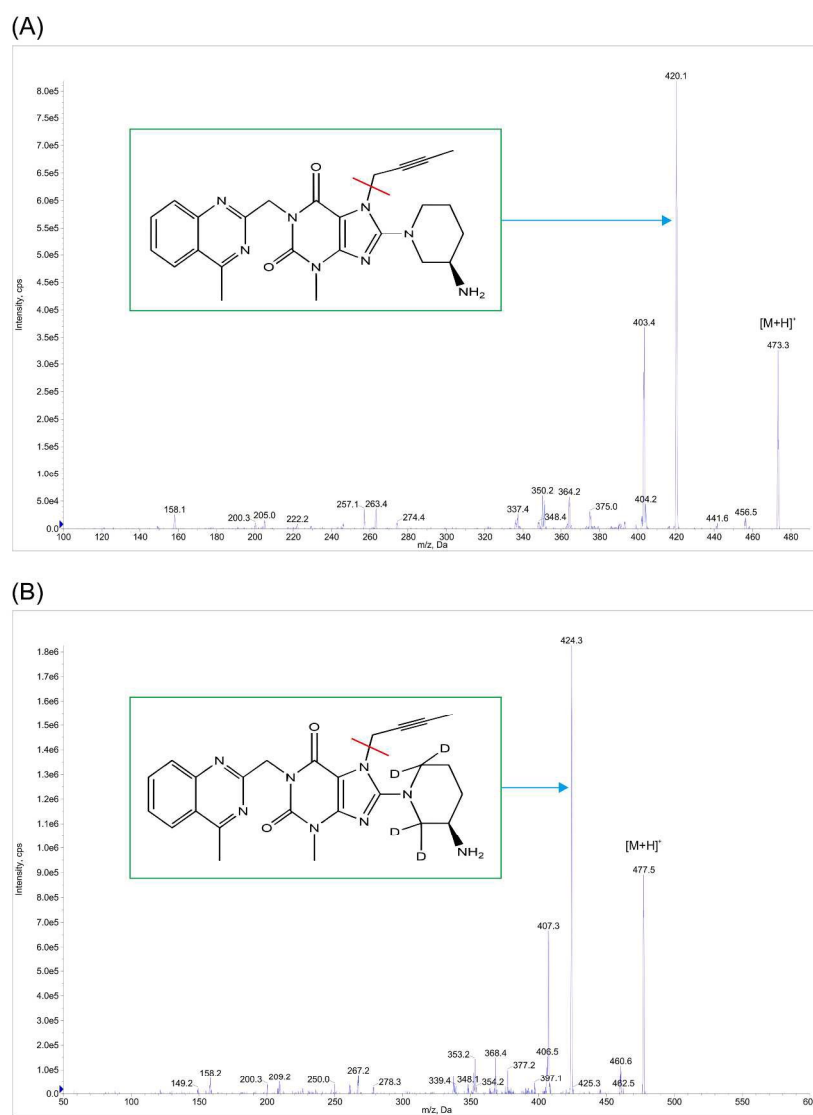 (A)
420.1
8.0e5
7.5e5
7.0e5
6.5e5
6.0e5
5.5e5
5.0e5
4.5e5
4.0e5
3.5e5
3.0e5
2.5e5
2.0e5
1.5e5
1.0e5
5.0e4
0.0
Intensity, cps
O
N
N
N
N
O
N
N
N
NH2
[M+H]+
403.4
473.3
158.1
200.3
205.0
222.2
257.1
263.4
274.4
337.4
350.2
348.4
364.2
375.0
404.2
441.6
456.5
100 120 140 160 180 200 220 240 260 280 300 320 340 360 380 400 420 440 460 480
m/z, Da
(B)
424.3
1.8e6
1.7e6
1.6e6
1.4e6
1.3e6
1.2e6
1.1e6
1.0e6
9.0e5
8.0e5
7.0e5
6.0e5
5.0e5
4.0e5
3.0e5
2.0e5
1.0e5
0.0e0
Intensity, cps
O
N
N
N
N
O
N
N
N
D
D
D
D
NH2
[M+H]+
477.5
407.3
149.2
158.2
200.3
209.2
250.0
267.2
278.3
339.4
353.2
348.1
354.2
368.4
377.2
397.1
406.5
425.3
460.6
462.5
50 100 150 200 250 300 350 400 450 500 550 60
m/z, Da